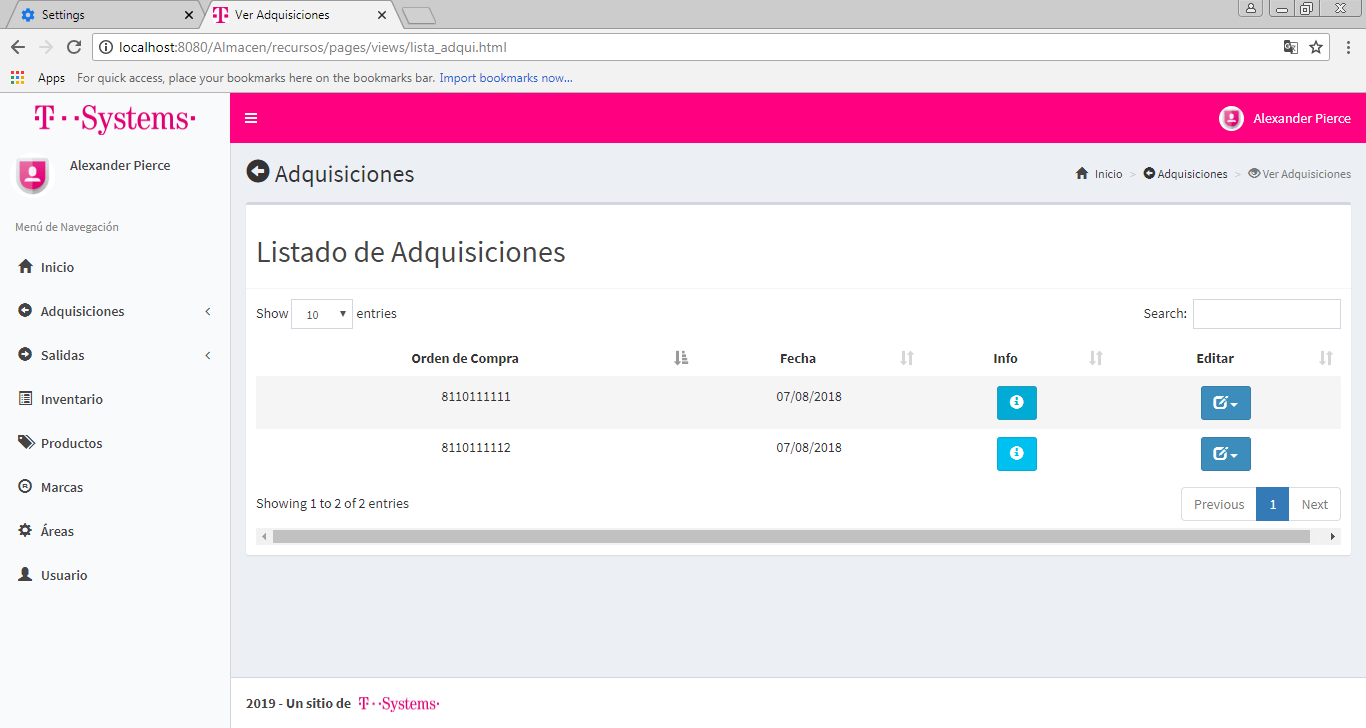 Settings
Ver Adquisiciones
localhost:8080/Almacen/recursos/pages/views/lista_adqui.html
Apps For quick access, place your bookmarks here on the bookmarks bar. Import bookmarks now...
T··Systems·
Alexander Pierce
Alexander Pierce
Menú de Navegación
Inicio
Adquisiciones
Salidas
Inventario
Productos
Marcas
Áreas
Usuario
Adquisiciones
Inicio > Adquisiciones > Ver Adquisiciones
Listado de Adquisiciones
Show 10 entries
Search:
Orden de Compra Fecha Info Editar
8110111111 07/08/2018
8110111112 07/08/2018
Showing 1 to 2 of 2 entries
Previous 1 Next
2019 - Un sitio de T··Systems·